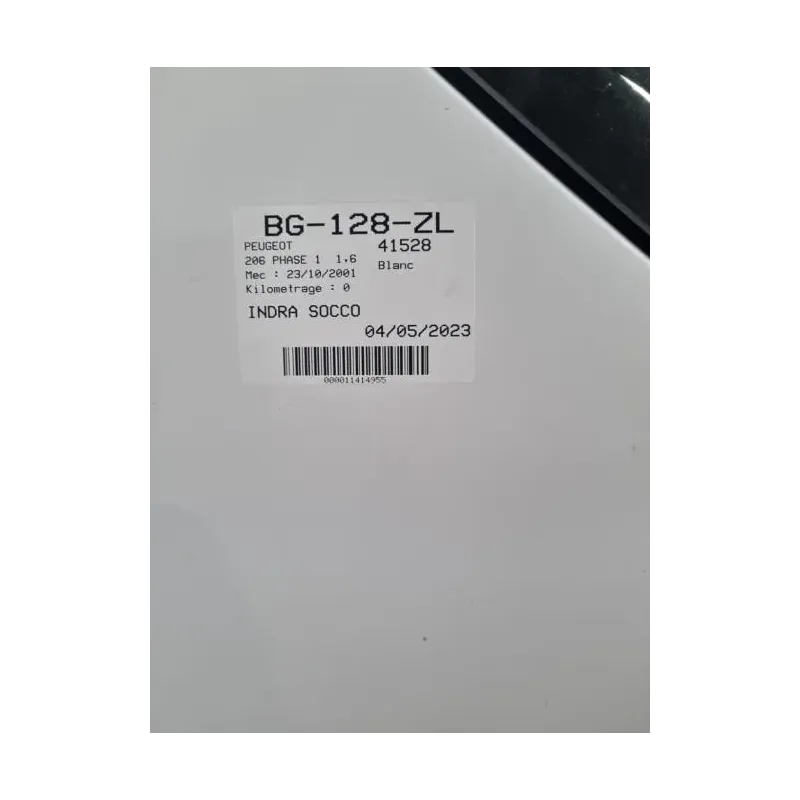 BG-128-ZL
PEUGEOT 41528
206 PHASE 1 1.6 Blanc
Mec : 23/10/2001
Kilometrage : 0
INDRA SOCCO
04/05/2023
000011414955